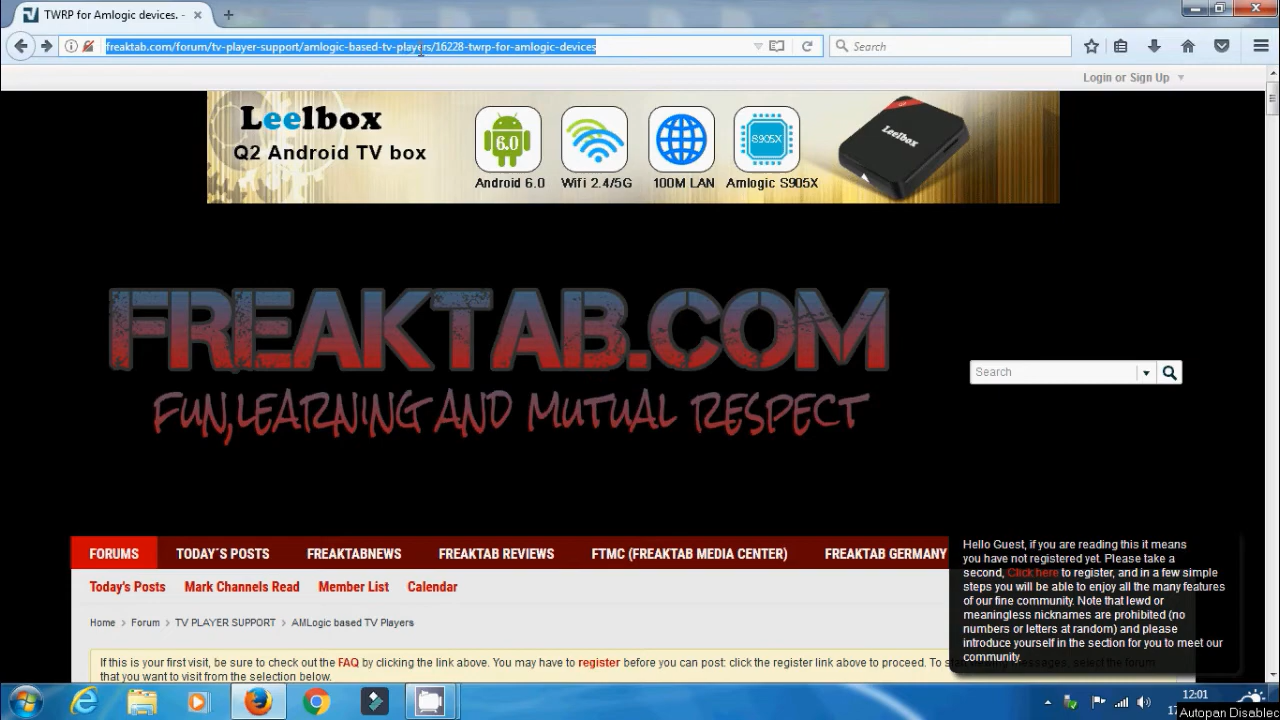 TWRP for Amlogic devices. -
freaktab.com/forum/tv-player-support/amlogic-based-tv-players/16228-twrp-for-amlogic-devices
Search
Login or Sign Up
Leelbox
Q2 Android TV box
6.0
S905X
Android 6.0
Wifi 2.4/5G
100M LAN
Amlogic S905X
Leelbox
FREAKTAB.COM
FUN,LEARNING AND MUTUAL RESPECT
Search
FORUMS
TODAY´S POSTS
FREAKTABNEWS
FREAKTAB REVIEWS
FTMC (FREAKTAB MEDIA CENTER)
FREAKTAB GERMANY
Today's Posts
Mark Channels Read
Member List
Calendar
Home
Forum
TV PLAYER SUPPORT
AMLogic based TV Players
Hello Guest, if you are reading this it means
you have not registered yet. Please take a
second, Click here to register, and in a few simple
steps you will be able to enjoy all the many features
of our fine community. Note that lewd or
meaningless nicknames are prohibited (no
numbers or letters at random) and please
introduce yourself in the section for you to meet our
community.
If this is your first visit, be sure to check out the FAQ by clicking the link above. You may have to register before you can post: click the register link above to proceed. To start viewing messages, select the forum
that you want to visit from the selection below.
12:01
Autopan Disabled